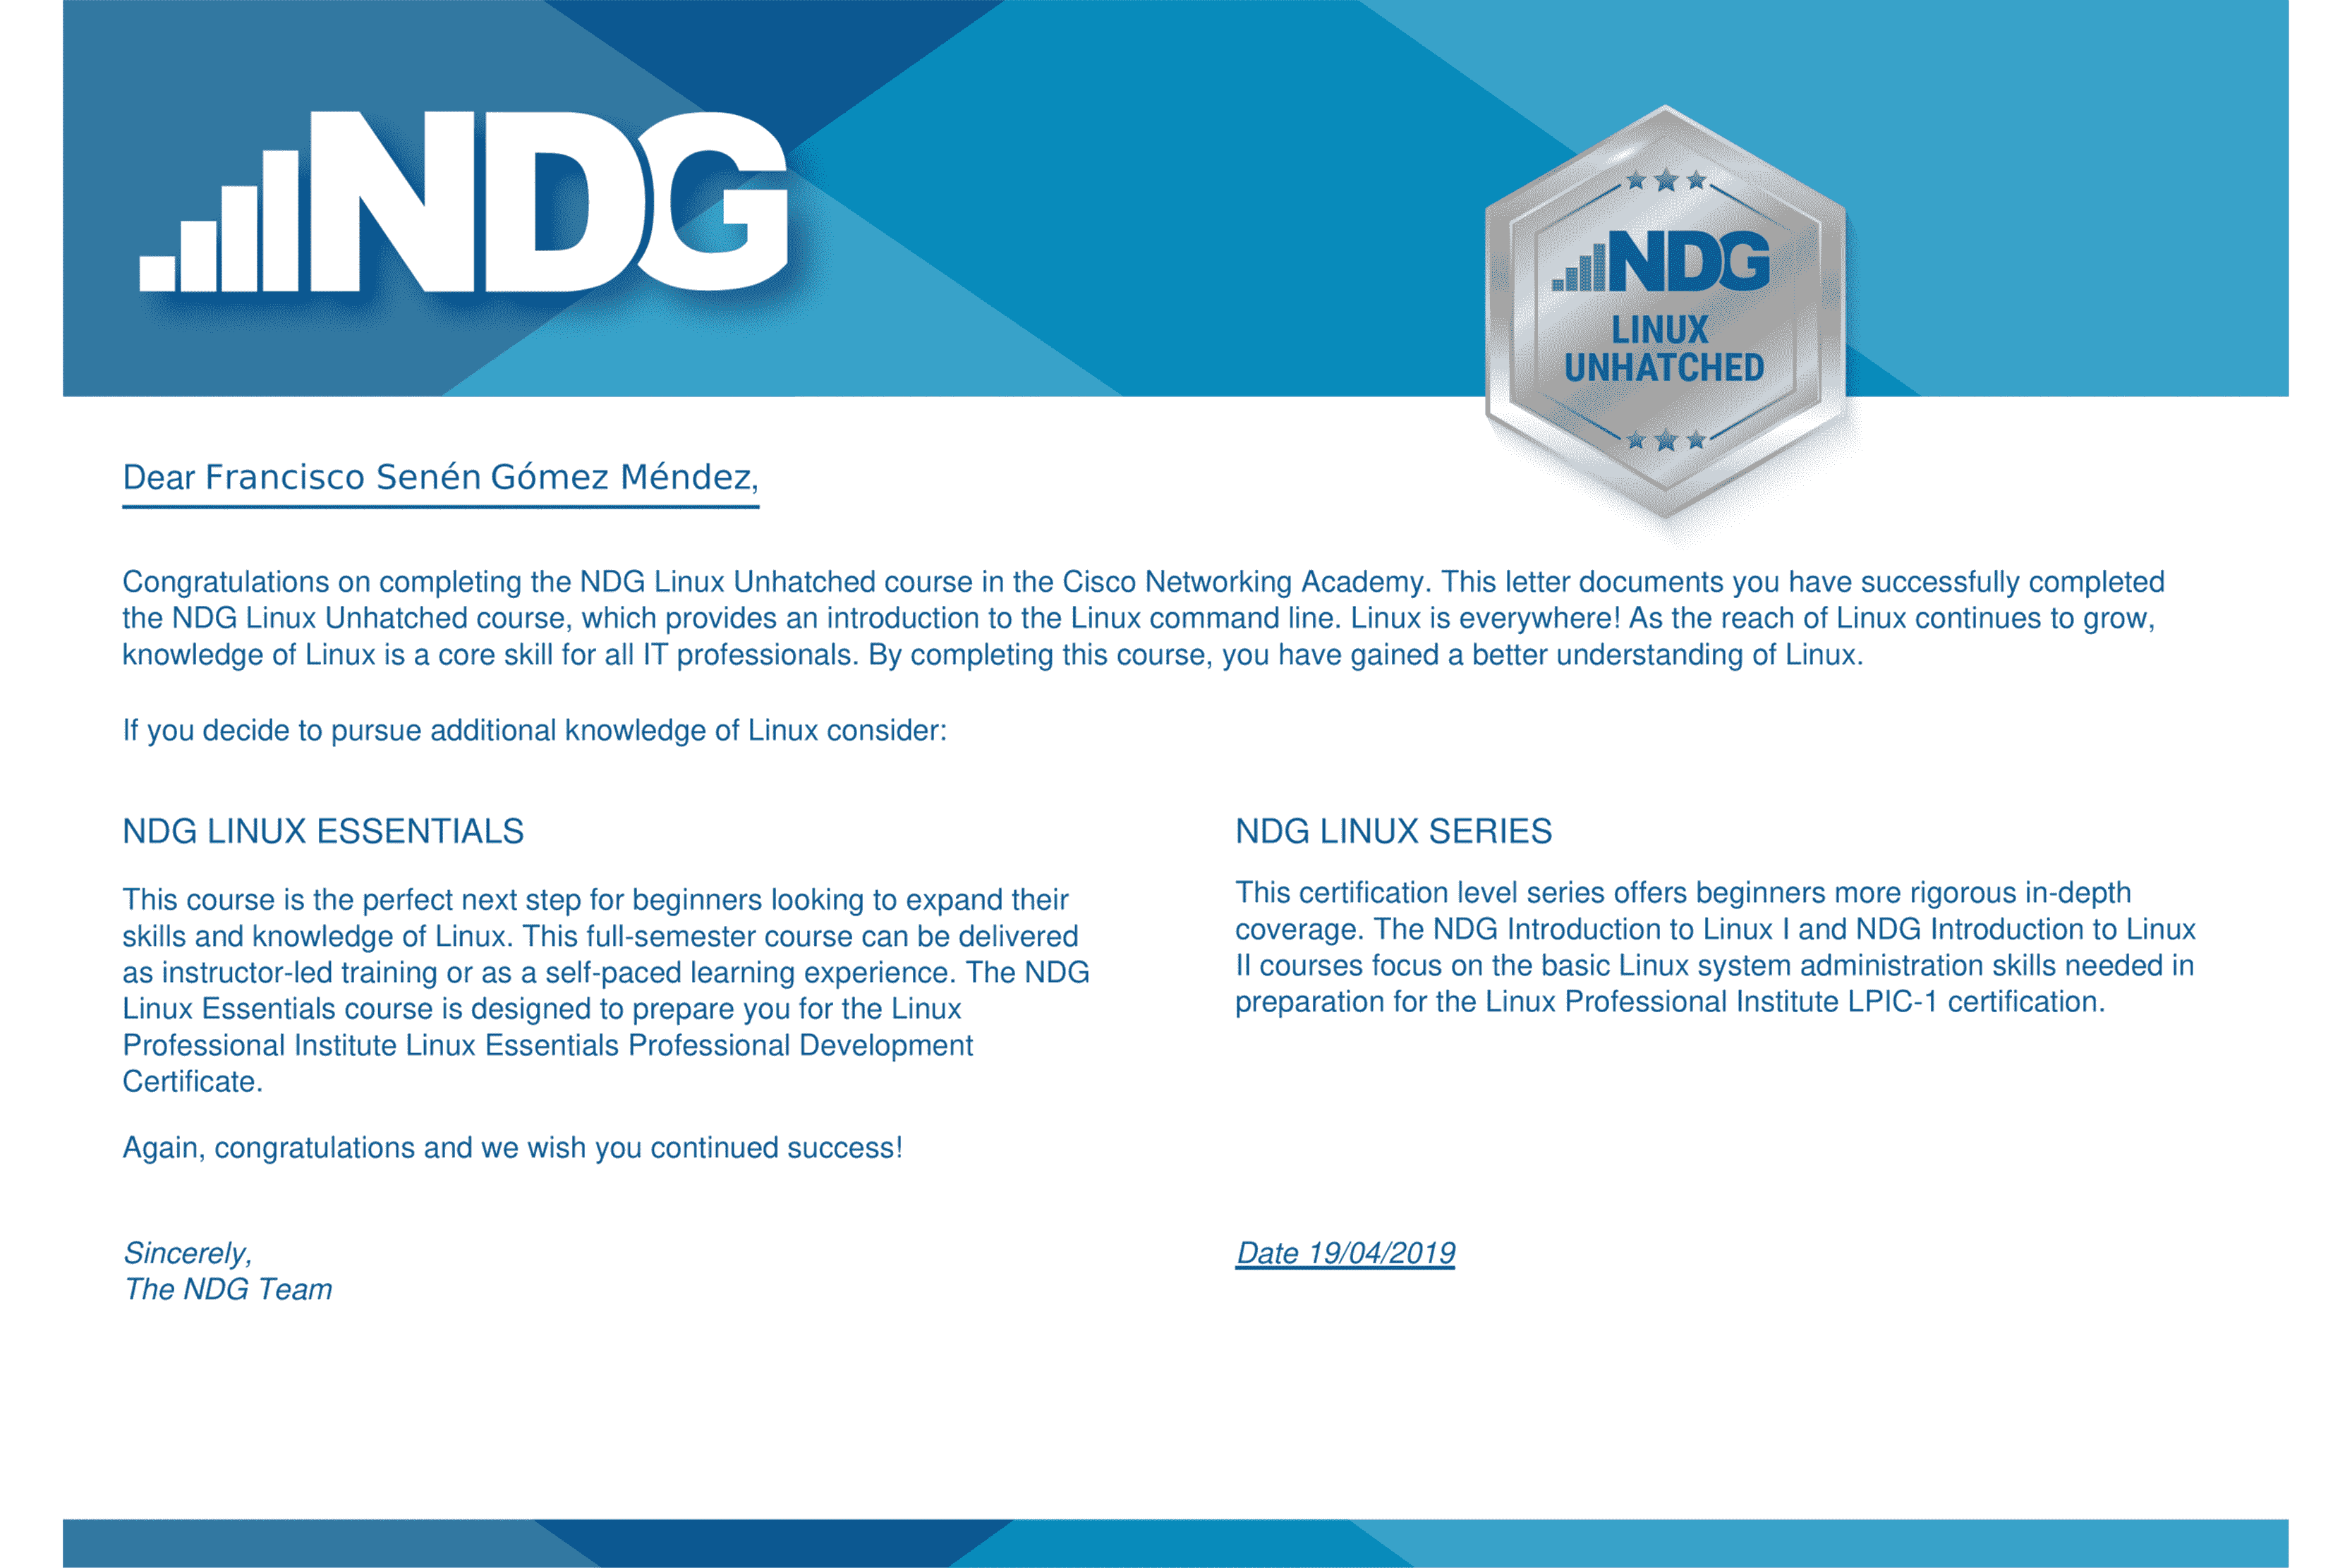 NDG
NDG
LINUX
UNHATCHED
Dear Francisco Senén Gómez Méndez,
Congratulations on completing the NDG Linux Unhatched course in the Cisco Networking Academy. This letter documents you have successfully completed
the NDG Linux Unhatched course, which provides an introduction to the Linux command line. Linux is everywhere! As the reach of Linux continues to grow,
knowledge of Linux is a core skill for all IT professionals. By completing this course, you have gained a better understanding of Linux.
If you decide to pursue additional knowledge of Linux consider:
NDG LINUX ESSENTIALS
This course is the perfect next step for beginners looking to expand their
skills and knowledge of Linux. This full-semester course can be delivered
as instructor-led training or as a self-paced learning experience. The NDG
Linux Essentials course is designed to prepare you for the Linux
Professional Institute Linux Essentials Professional Development
Certificate.
NDG LINUX SERIES
This certification level series offers beginners more rigorous in-depth
coverage. The NDG Introduction to Linux I and NDG Introduction to Linux
II courses focus on the basic Linux system administration skills needed in
preparation for the Linux Professional Institute LPIC-1 certification.
Again, congratulations and we wish you continued success!
Sincerely,
The NDG Team
Date 19/04/2019